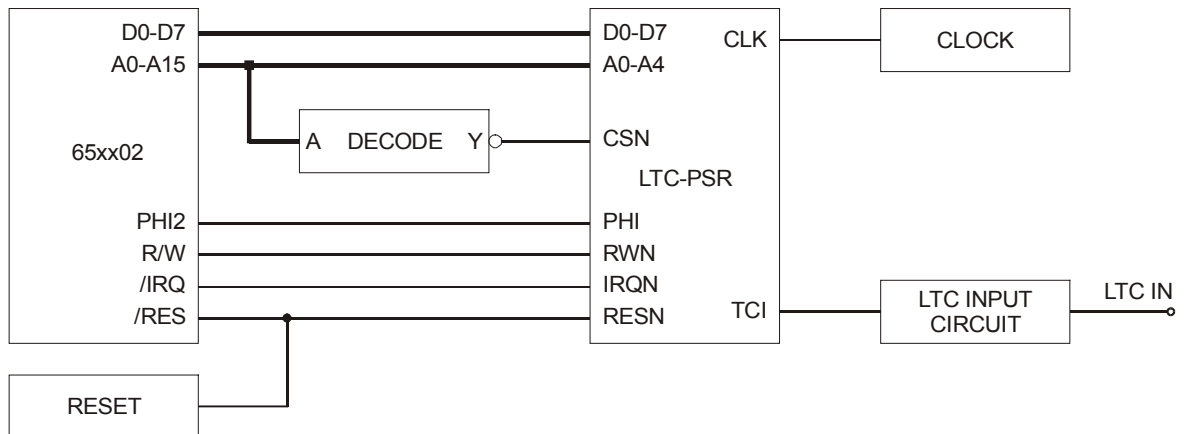 D0-D7
A0-A15
65xx02
PHI2
R/W
/IRQ
/RES
RESET
A DECODE Y
D0-D7
A0-A4
CSN
LTC-PSR
PHI
RWN
IRQN
RESN
CLK
TCI
CLOCK
LTC INPUT
CIRCUIT
LTC IN